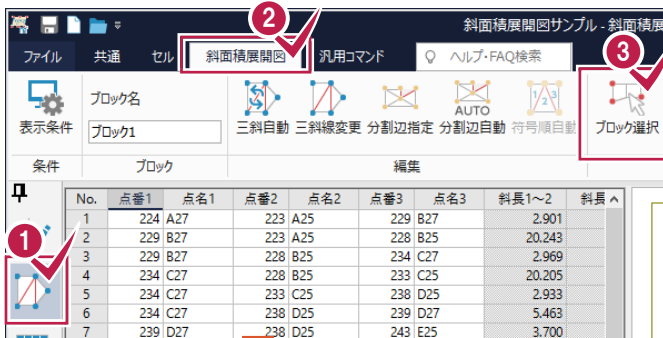 斜面積展開図サンプル - 斜面積展
ファイル 共通 セル 斜面積展開図 汎用コマンド ヘルプ・FAQ検索
2
3
表示条件 ブロック名 ブロック1 三斜自動 三斜線変更 分割辺指定 AUTO 分割辺自動 123 符号順自動 ブロック選択
条件 ブロック 編集
No. 点番1 点名1 点番2 点名2 点番3 点名3 斜長1~2 斜長
1 224 A27 223 A25 229 B27 2.901
2 229 B27 223 A25 228 B25 20.243
1
3 229 B27 228 B25 234 C27 2.969
4 234 C27 228 B25 233 C25 20.205
5 234 C27 233 C25 238 D25 2.933
6 234 C27 238 D25 239 D27 5.463
7 239 D27 238 D25 243 E25 3.700